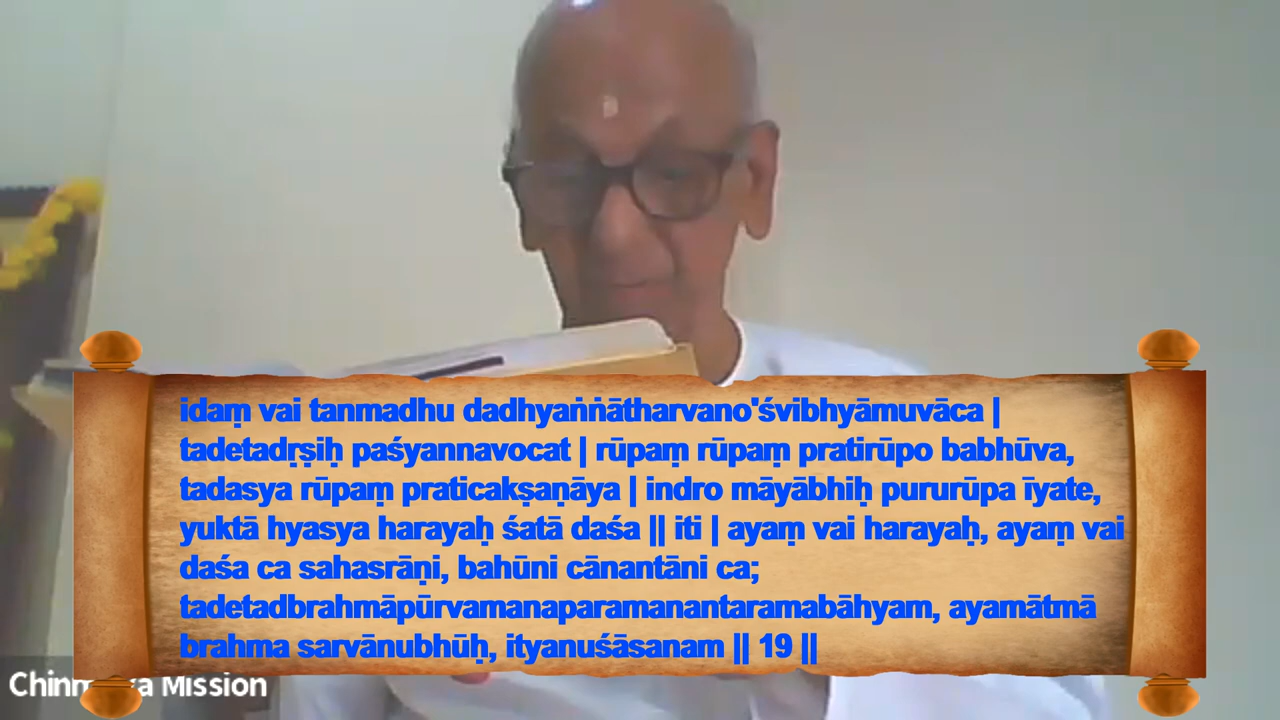 idaṃ vai tanmadhu dadhyaṅṅātharvano'śvibhyāmuvāca |
tadetadṛṣiḥ paśyannavocat | rūpaṃ rūpaṃ pratirūpo babhūva,
tadasya rūpaṃ praticakṣaṇāya | indro māyābhiḥ pururūpa īyate,
yuktā hyasya harayaḥ śatā daśa || iti | ayaṃ vai harayaḥ, ayaṃ vai
daśa ca sahasrāṇi, bahūni cānantāni ca;
tadetadbrahmāpūrvamanaparamanantaramabāhyam, ayamātmā
brahma sarvānubhūḥ, ityanuśāsanam || 19 ||
Mission